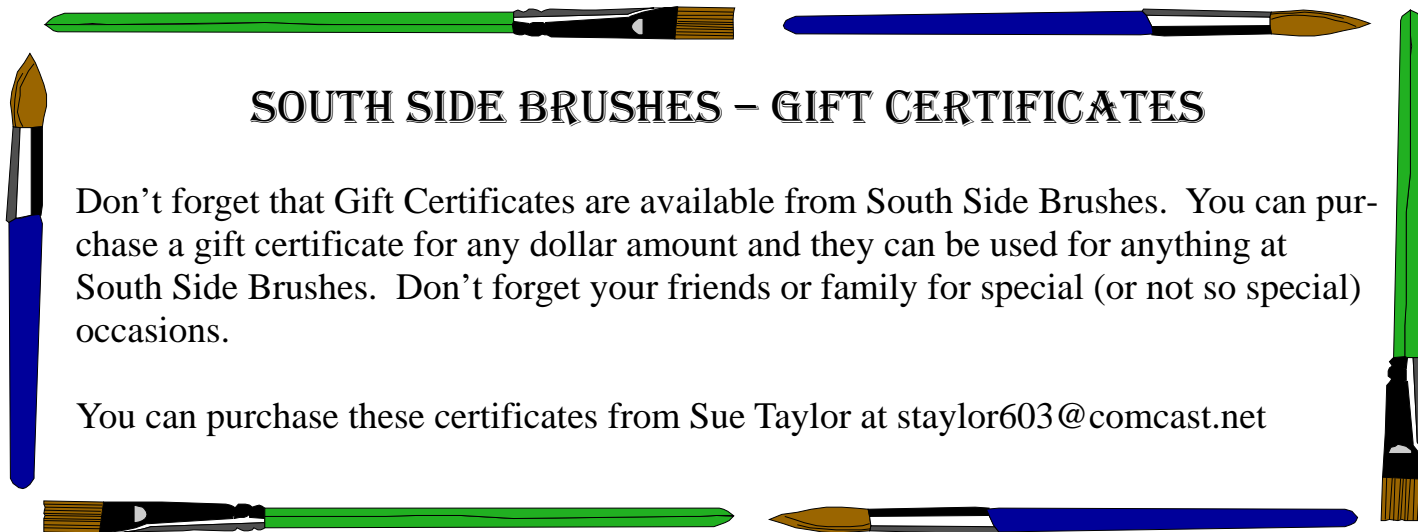 SOUTH SIDE BRUSHES – GIFT CERTIFICATES
Don’t forget that Gift Certificates are available from South Side Brushes.  You can pur-
chase a gift certificate for any dollar amount and they can be used for anything at
South Side Brushes.  Don’t forget your friends or family for special (or not so special)
occasions.
You can purchase these certificates from Sue Taylor at staylor603@comcast.net